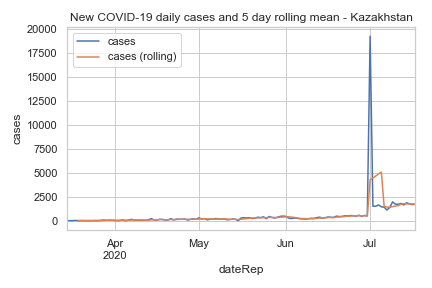 New COVID-19 daily cases and 5 day rolling mean - Kazakhstan
cases
cases (rolling)
20000
17500
15000
12500
10000
7500
5000
2500
0
cases
Apr
2020
May
Jun
Jul
dateRep